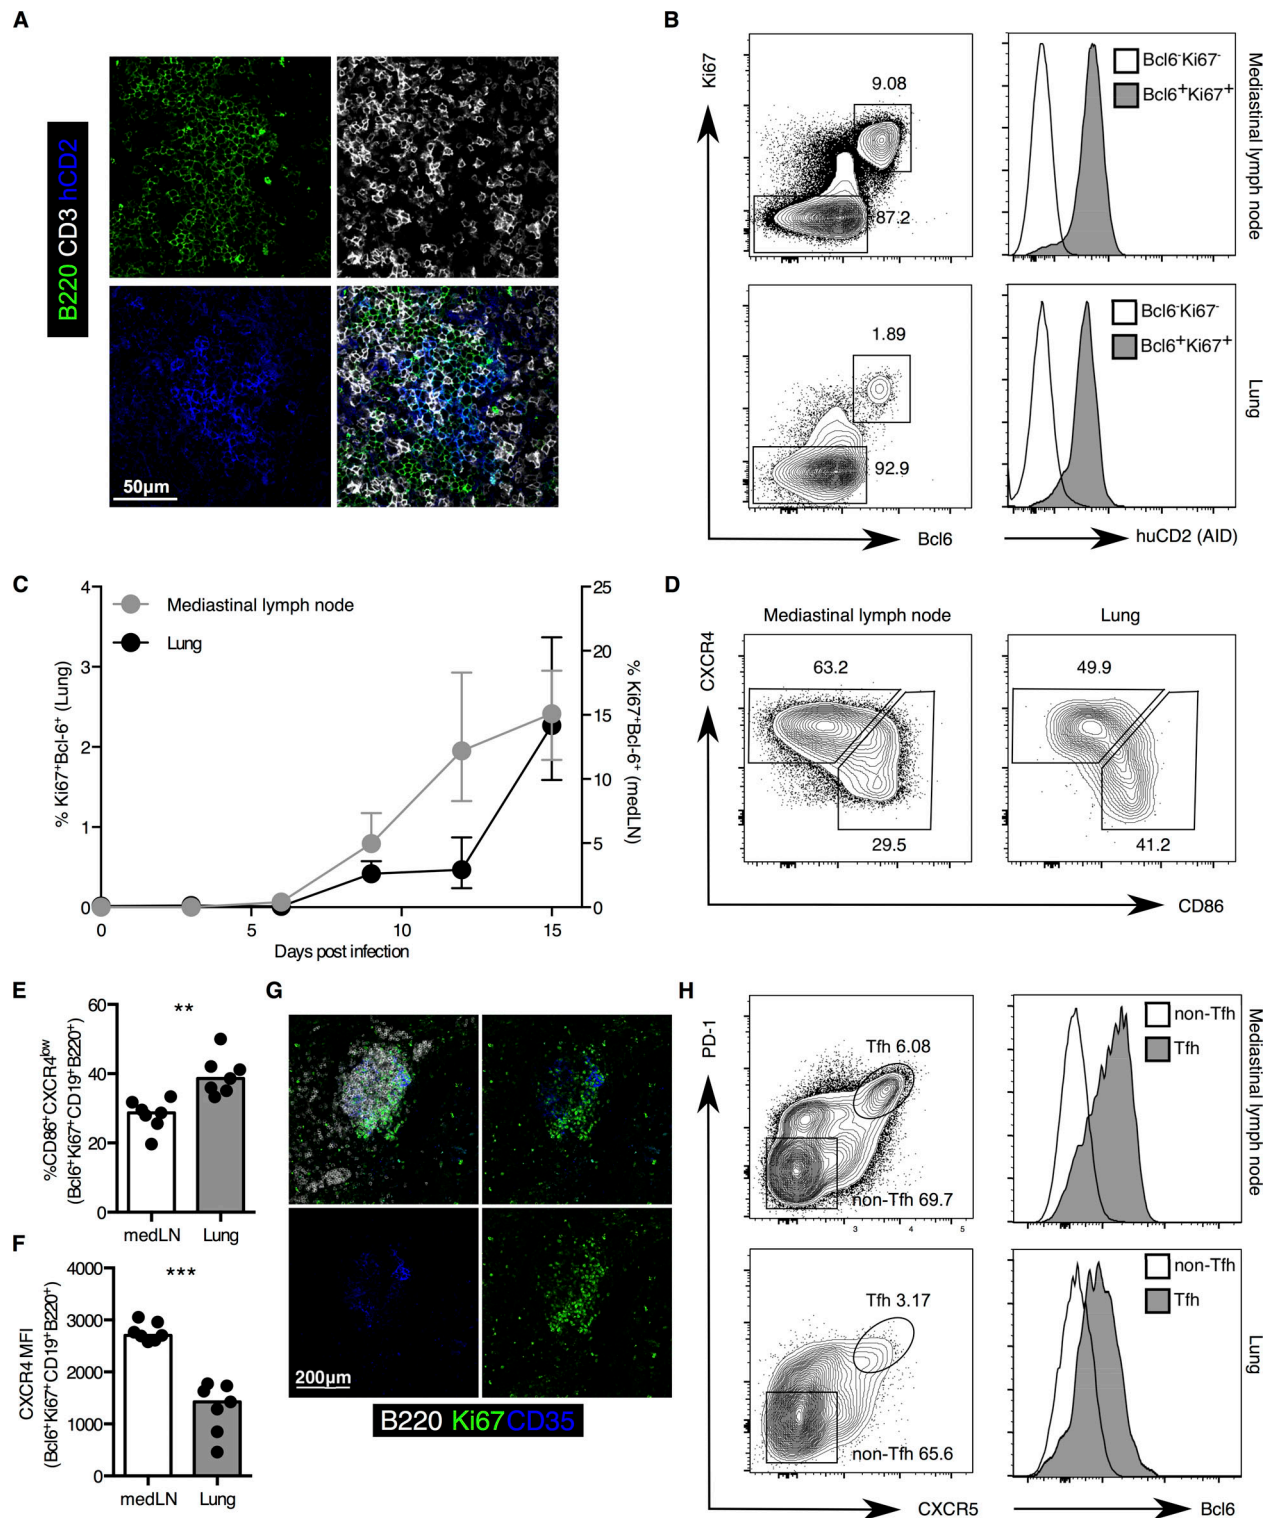 A
B220 CD3 hCD2
50µm
B
Ki67
9.08
87.2
Bcl6⁻Ki67⁻
Bcl6⁺Ki67⁺
Mediastinal lymph node
1.89
92.9
Bcl6⁻Ki67⁻
Bcl6⁺Ki67⁺
Lung
Bcl6
huCD2 (AID)
C
Mediastinal lymph node
Lung
% Ki67⁺Bcl-6⁺ (Lung)
4
3
2
1
0
% Ki67⁺Bcl-6⁺ (medLN)
25
20
15
10
5
0
0
5
10
15
Days post infection
D
Mediastinal lymph node
Lung
CXCR4
63.2
29.5
49.9
41.2
CD86
E
%CD86⁺CXCR4ˡᵒʷ
(Bcl6⁺Ki67⁺CD19⁺B220⁺)
60
40
20
0
**
medLN
Lung
F
CXCR4 MFI
(Bcl6⁺Ki67⁺CD19⁺B220⁺)
4000
3000
2000
1000
0
***
medLN
Lung
G
200µm
B220 Ki67 CD35
H
PD-1
Tfh 6.08
non-Tfh 69.7
3
4
5
non-Tfh
Tfh
Mediastinal lymph node
Tfh 3.17
non-Tfh 65.6
non-Tfh
Tfh
Lung
CXCR5
Bcl6